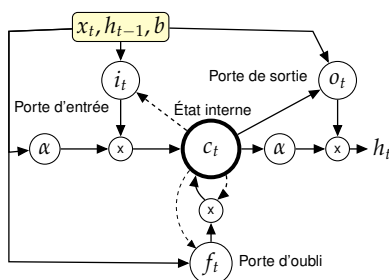 x_t, h_{t−1}, b
i_t
Porte de sortie
o_t
Porte d'entrée
État interne
α
x
c_t
α
x
h_t
x
f_t
Porte d'oubli